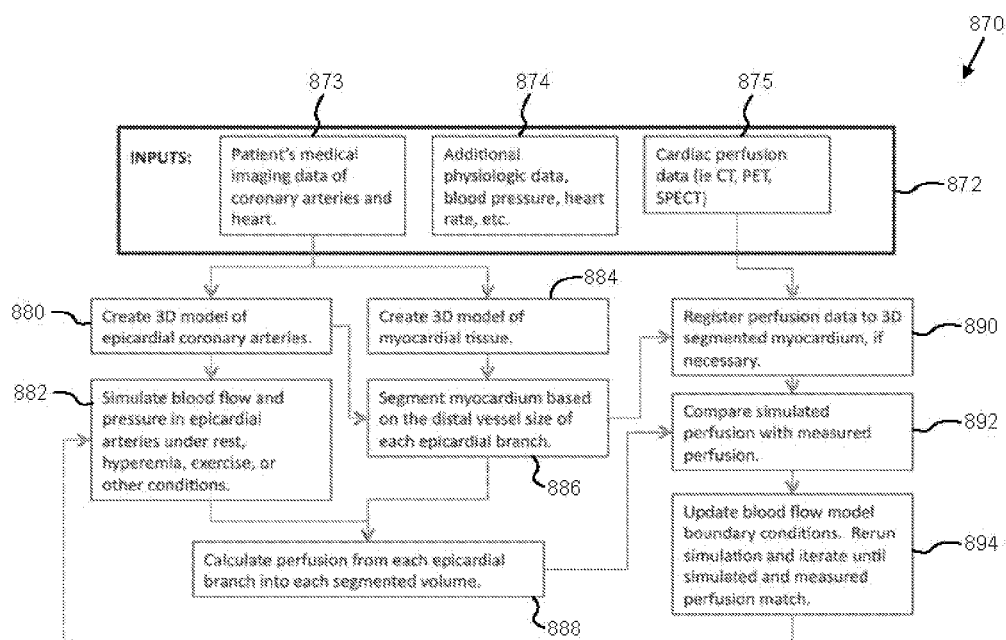 870
873
874
875
INPUTS:
Patient's medical
imaging data of
coronary arteries and
heart.
Additional
physiologic data,
blood pressure, heart
rate, etc.
Cardiac perfusion
data (ie CT, PET,
SPECT)
872
884
880
Create 3D model of
epicardial coronary arteries.
Create 3D model of
myocardial tissue.
Register perfusion data to 3D
segmented myocardium, if
necessary.
890
882
Simulate blood flow and
pressure in epicardial
arteries under rest,
hyperemia, exercise, or
other conditions.
Segment myocardium based
on the distal vessel size of
each epicardial branch.
886
Compare simulated
perfusion with measured
perfusion.
892
Calculate perfusion from each epicardial
branch into each segmented volume.
888
Update blood flow model
boundary conditions. Rerun
simulation and iterate until
simulated and measured
perfusion match.
894